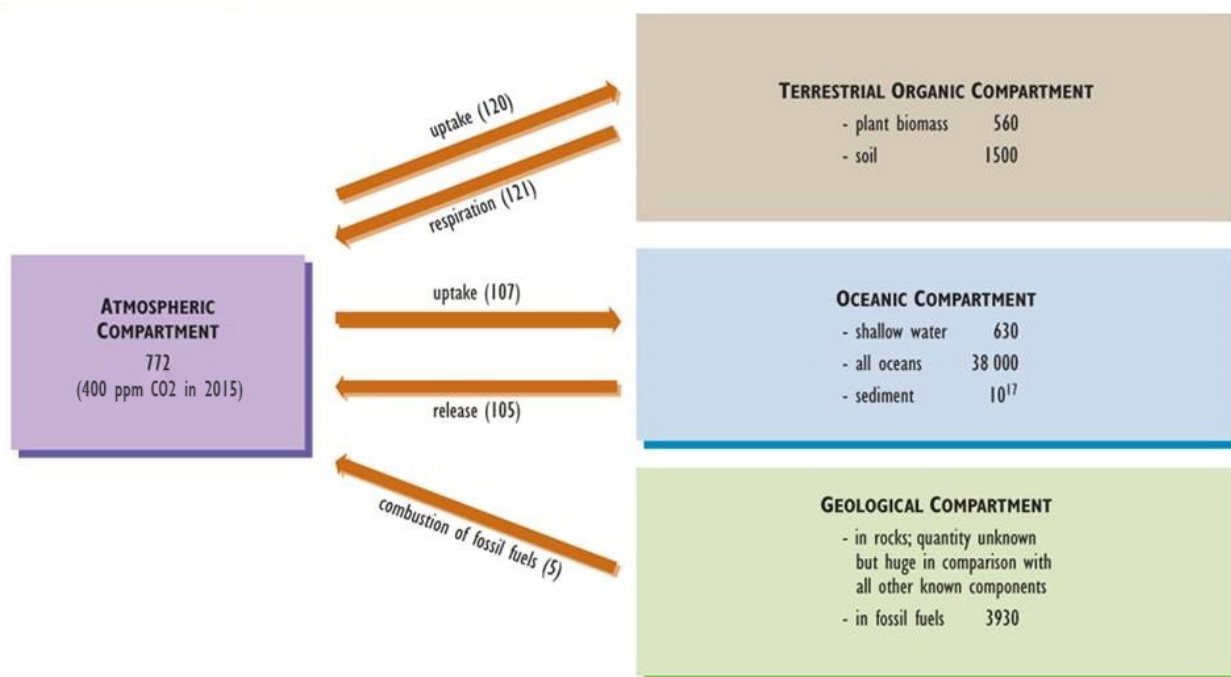 TERRESTRIAL ORGANIC COMPARTMENT
- plant biomass 560
- soil 1500
uptake (120)
respiration (121)
ATMOSPHERIC
COMPARTMENT
772
(400 ppm CO2 in 2015)
uptake (107)
release (105)
OCEANIC COMPARTMENT
- shallow water 630
- all oceans 38 000
- sediment 10¹⁷
combustion of fossil fuels (5)
GEOLOGICAL COMPARTMENT
- in rocks; quantity unknown
but huge in comparison with
all other known components
- in fossil fuels 3930